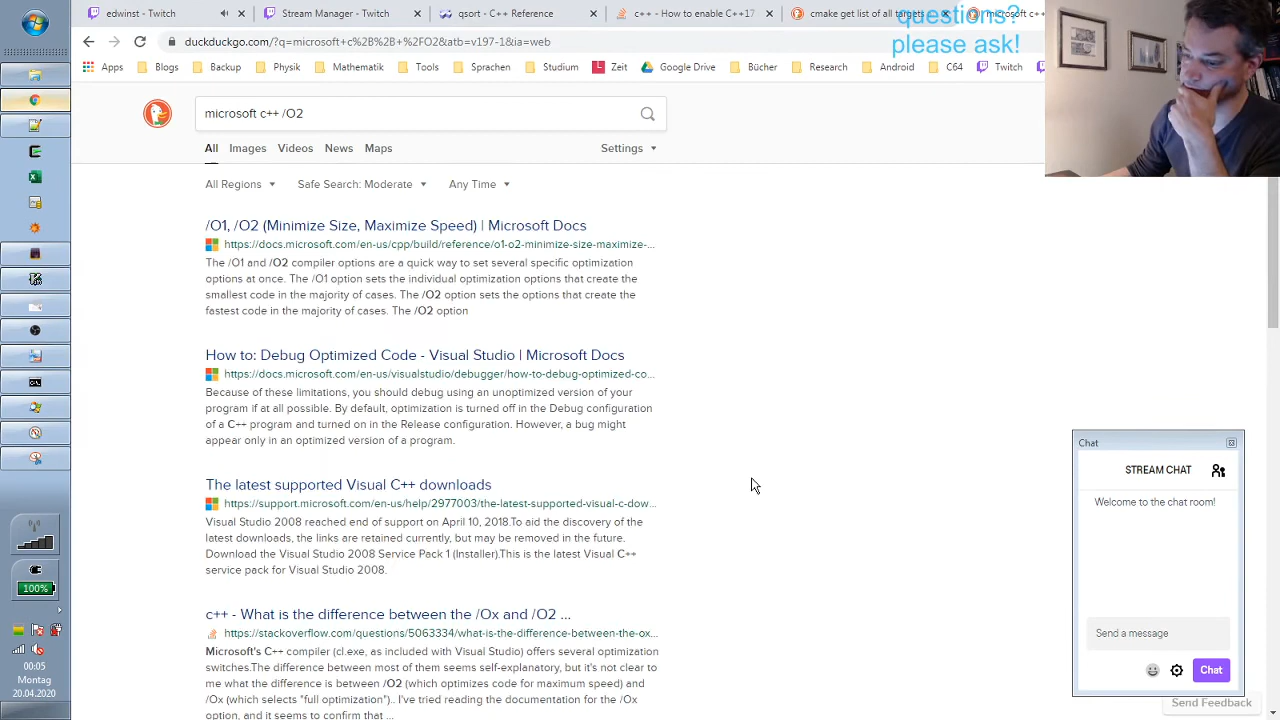 edwinst - Twitch
Twitter - Twitch
getline - C++ Reference
c++ - How to enable C++17
cmake get list of all targets
microsoft c++
questions?
please ask!
duckduckgo.com/?q=microsoft+c%2B%2B+%2FO2&atb=v197-1&ia=web
Apps
Blogs
Backup
Mathem
Tools
Sprachen
Studium
Zeit
Google Drive
Bücher
Research
Android
C64
Twitch
microsoft c++ /O2
All
Images
Videos
News
Maps
Settings
All Regions
Safe Search: Moderate
Any Time
/O1, /O2 (Minimize Size, Maximize Speed) | Microsoft Docs
https://docs.microsoft.com/en-us/cpp/build/reference/o1-o2-minimize-size-maximize-...
The /O1 and /O2 compiler options are a quick way to set several specific optimization
options at once. The /O1 option sets the individual optimization options that create the
smallest code in the majority of cases. The /O2 option sets the options that create the
fastest code in the majority of cases. The /O2 option
How to: Debug Optimized Code - Visual Studio | Microsoft Docs
https://docs.microsoft.com/en-us/visualstudio/debugger/how-to-debug-optimized-co...
Because of these limitations, you should debug using an unoptimized version of your
program if at all possible. By default, optimization is turned off in the Debug configuration
of a C++ program and turned on in the Release configuration. However, a bug might
appear only in an optimized version of a program.
The latest supported Visual C++ downloads
https://support.microsoft.com/en-us/help/2977003/the-latest-supported-visual-c-dow...
Visual Studio 2008 reached end of support on April 10, 2018.To aid the discovery of the
latest downloads, the links are retained currently, but may be removed in the future.
Download the Visual Studio 2008 Service Pack 1 (Installer).This is the latest Visual C++
service pack for Visual Studio 2008.
c++ - What is the difference between the /Ox and /O2 ...
https://stackoverflow.com/questions/5063334/what-is-the-difference-between-the-ox...
Microsoft's C++ compiler (cl.exe, as included with Visual Studio) offers several optimization
switches.The difference between most of them seems self-explanatory, but it's not clear to
me what the difference is between /O2 (which optimizes code for maximum speed) and
/Ox (which selects "full optimization").. I've tried reading the documentation for the /Ox
option, and it seems to confirm that ...
Chat
STREAM CHAT
Welcome to the chat room!
Send a message
Chat
Send Feedback
100%
00:05
Montag
20.04.2020